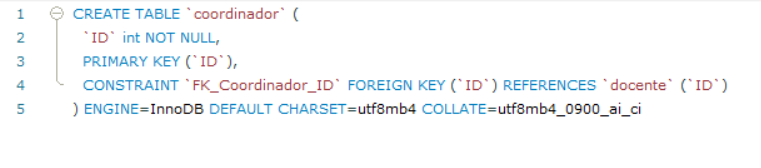 1 CREATE TABLE `coordinador` (
2 `ID` int NOT NULL,
3 PRIMARY KEY (`ID`),
4 CONSTRAINT `FK_Coordinador_ID` FOREIGN KEY (`ID`) REFERENCES `docente` (`ID`)
5 ) ENGINE=InnoDB DEFAULT CHARSET=utf8mb4 COLLATE=utf8mb4_0900_ai_ci